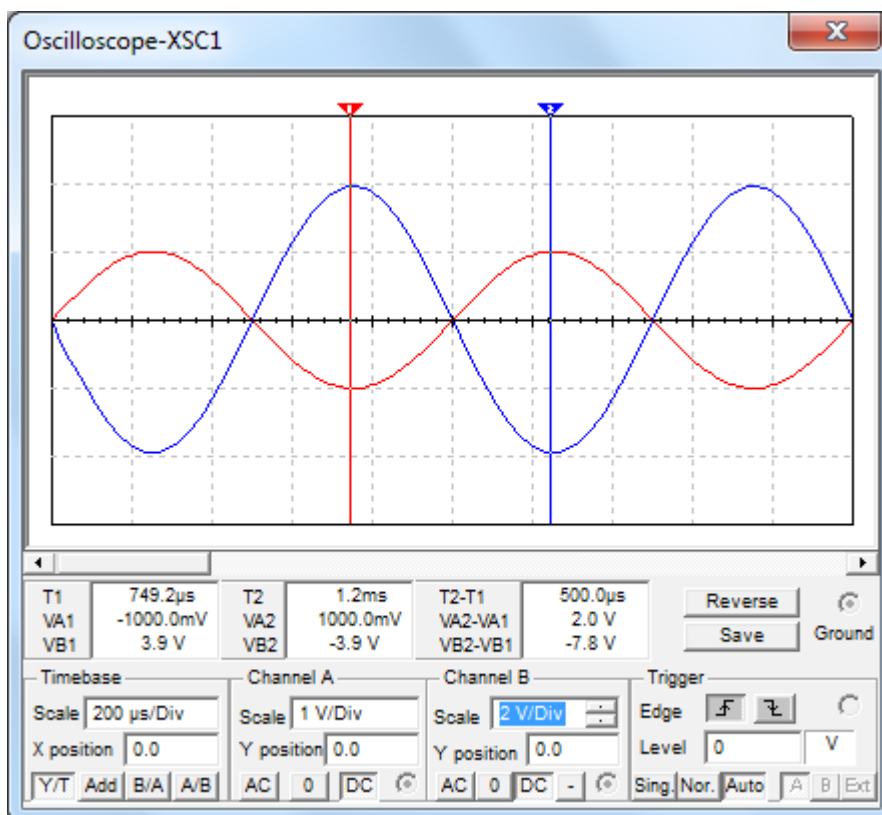 Oscilloscope-XSC1
1 2
T1 749.2µs T2 1.2ms T2-T1 500.0µs Reverse
VA1 -1000.0mV VA2 1000.0mV VA2-VA1 2.0 V Ground
VB1 3.9 V VB2 -3.9 V VB2-VB1 -7.8 V Save
Timebase Channel A Channel B Trigger
Scale 200 µs/Div Scale 1 V/Div Scale 2 V/Div Edge
X position 0.0 Y position 0.0 Y position 0.0 Level 0 V
Y/T Add B/A A/B AC 0 DC AC 0 DC - Sing. Nor. Auto A B Ext